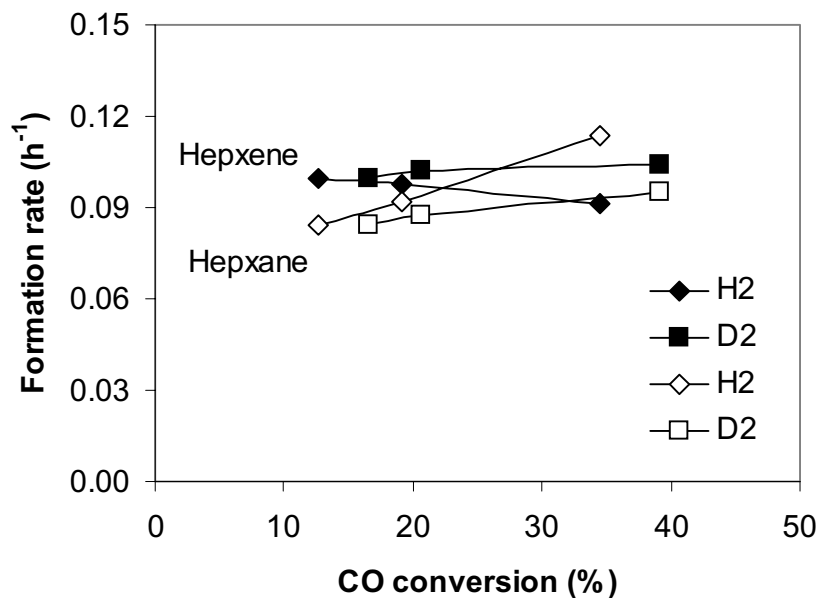 0.15
0.12
0.09
0.06
0.03
0.00
Formation rate (h-1)
Hepxene
Hepxane
H2
D2
H2
D2
0
10
20
30
40
50
CO conversion (%)